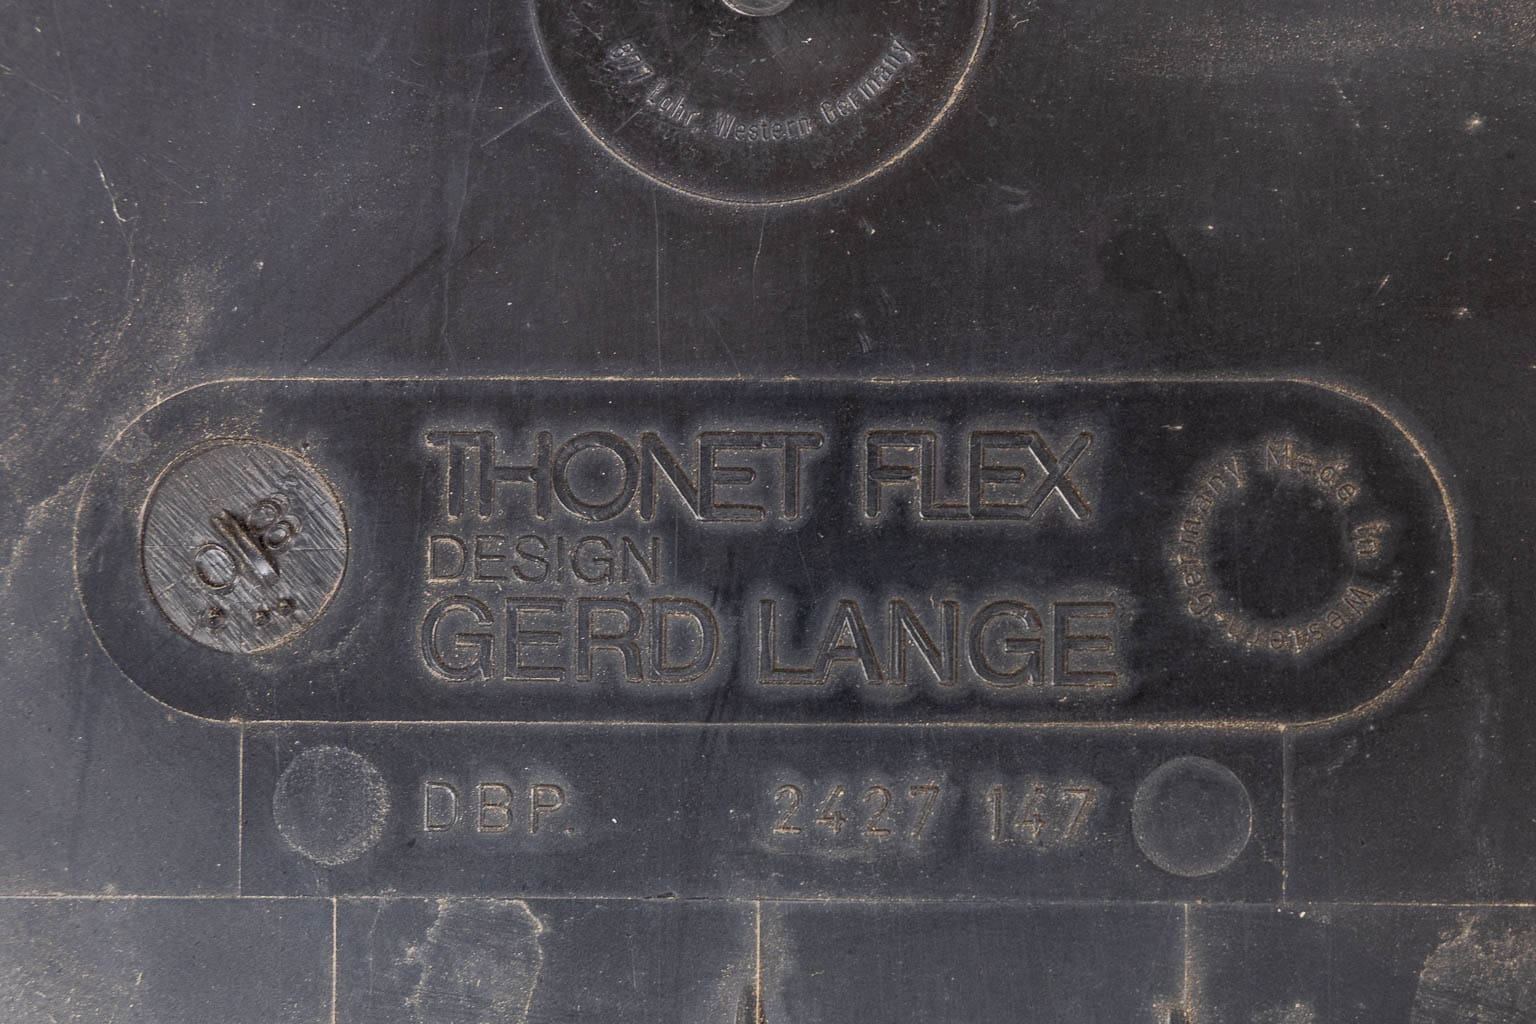 Lahr, Western Germany
THONET FLEX
DESIGN
GERD LANGE
Made in Western-Germany
DBP. 2427 147